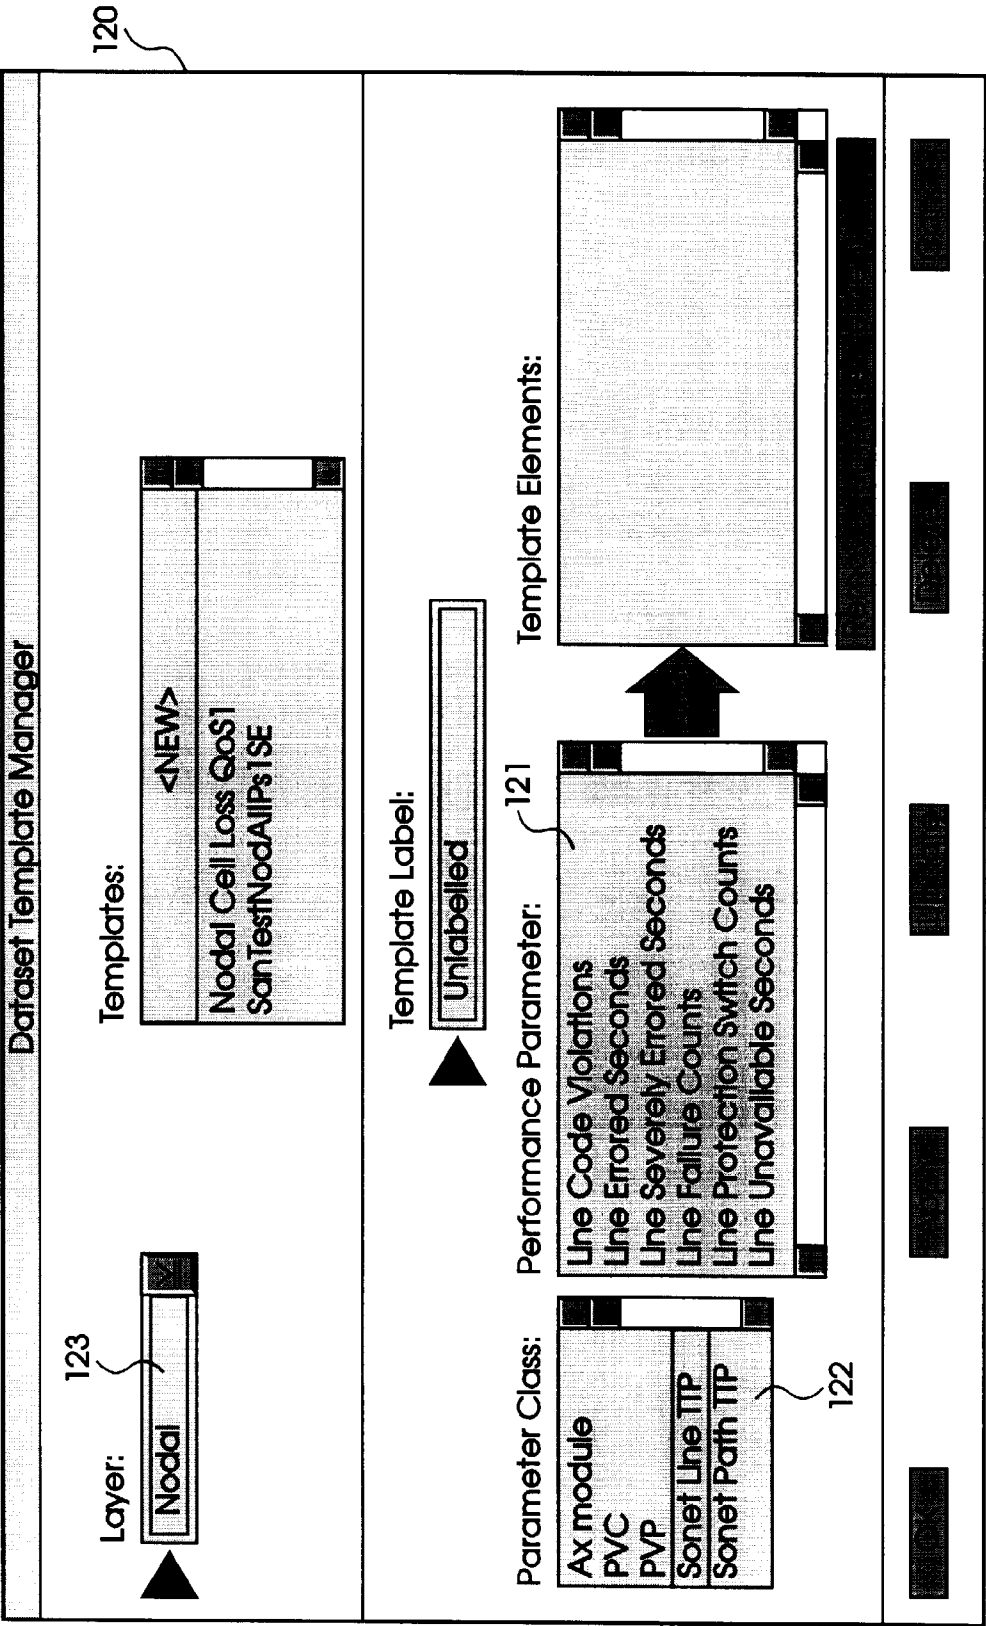 Dataset Template Manager
120
Layer:
123
Nodal
Templates:
<NEW>
Nodal Cell Loss QoS1
SanTestNodAllPs1SE
Template Label:
Unlabelled
Parameter Class:
Ax module
PVC
PVP
Sonet Line TTP
Sonet Path TTP
122
Performance Parameter:
121
Line Code Violations
Line Errored Seconds
Line Severely Errored Seconds
Line Failure Counts
Line Protection Switch Counts
Line Unavailable Seconds
Template Elements: